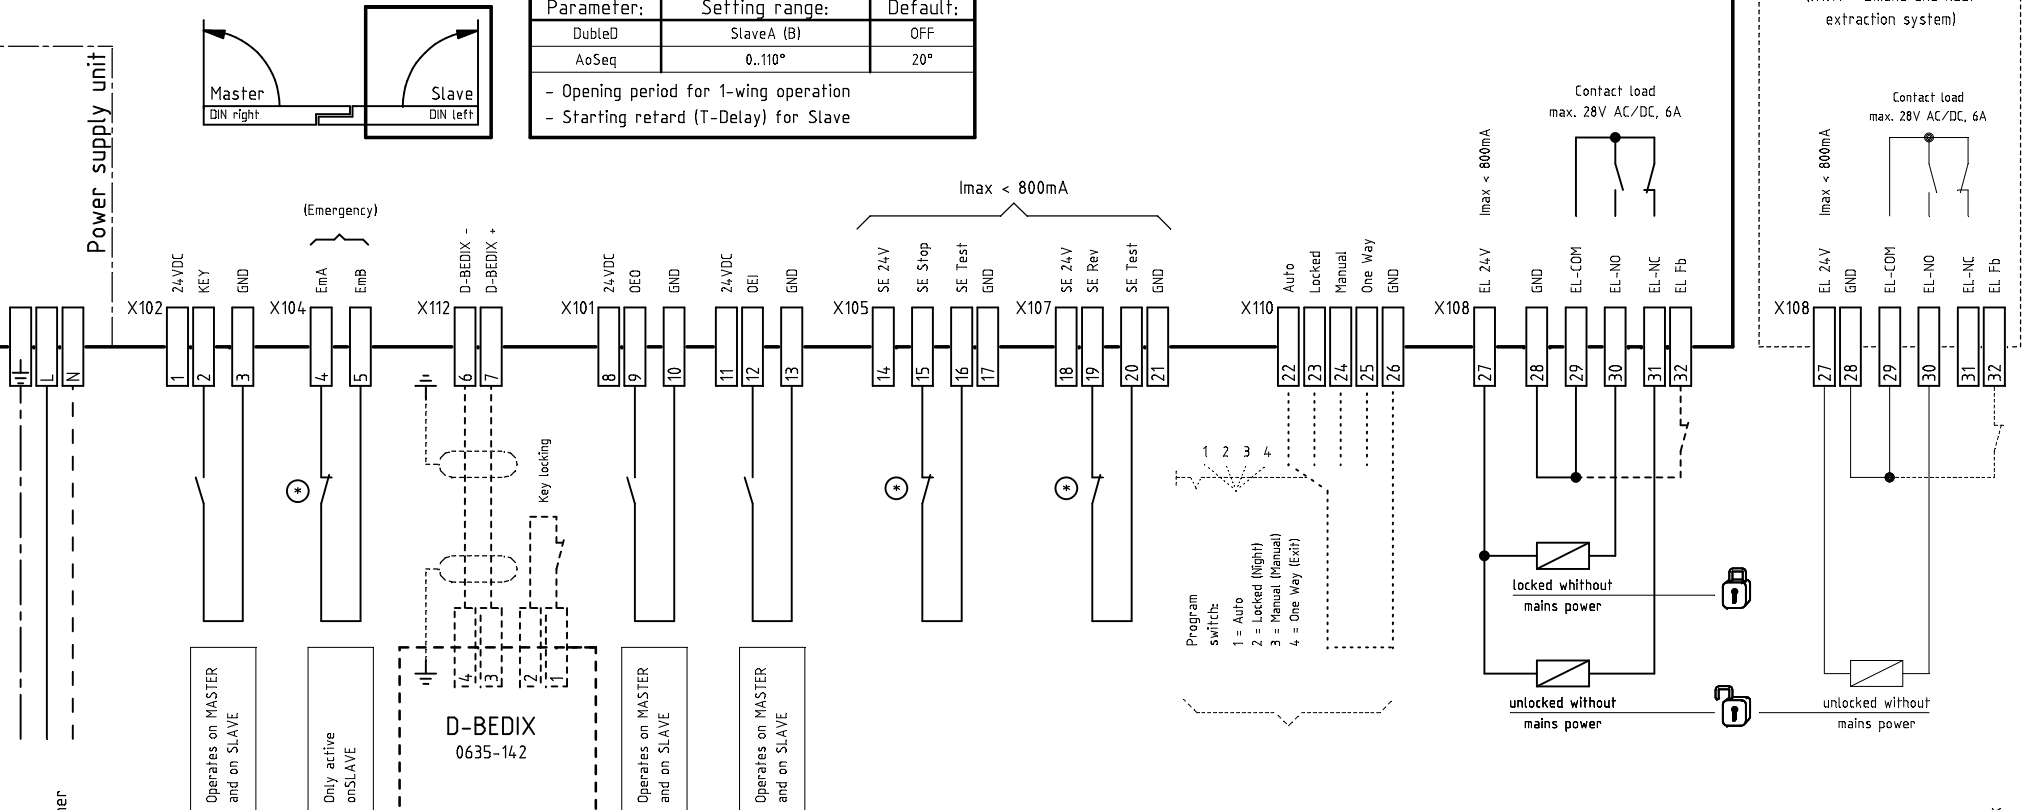 Parameter:
Setting range:
Default:
DubleD
SlaveA (B)
OFF
AoSeq
0..110°
20°
- Opening period for 1-wing operation
- Starting retard (T-Delay) for Slave
Master
DIN right
Slave
DIN left
Power supply unit
extraction system)
Contact load
max. 28V AC/DC, 6A
Contact load
max. 28V AC/DC, 6A
Imax < 800mA
Imax < 800mA
Imax < 800mA
(Emergency)
L
N
X102
24VDC
KEY
GND
1
2
3
X104
EmA
EmB
4
5
X112
D-BEDIX -
D-BEDIX +
6
7
X101
24VDC
OEO
GND
8
9
10
24VDC
OEI
GND
11
12
13
X105
SE 24V
SE Stop
SE Test
GND
14
15
16
17
X107
SE 24V
SE Rev
SE Test
GND
18
19
20
21
X110
Auto
Locked
Manual
One Way
GND
22
23
24
25
26
X108
EL 24V
GND
EL-COM
EL-NO
EL-NC
EL Fb
27
28
29
30
31
32
X108
EL 24V
GND
EL-COM
EL-NO
EL-NC
EL Fb
27
28
29
30
31
32
*
*
*
Key locking
1 2 3 4
Program
switch:
1 = Auto
2 = Locked (Night)
3 = Manual (Manual)
4 = One Way (Exit)
locked whithout
mains power
unlocked without
mains power
unlocked without
mains power
4
3
2
1
D-BEDIX
0635-142
Operates on MASTER
and on SLAVE
Only active
onSLAVE
Operates on MASTER
and on SLAVE
Operates on MASTER
and on SLAVE